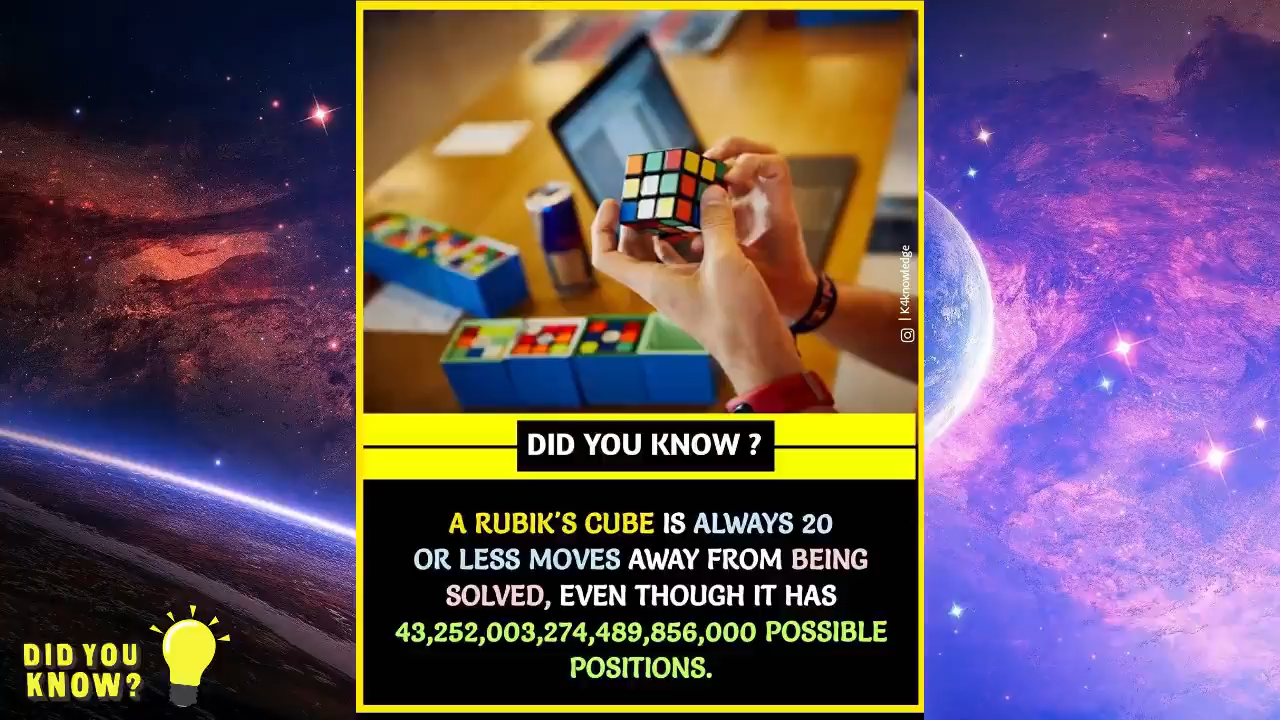 | K4knowledge
DID YOU KNOW ?
A RUBIK'S CUBE IS ALWAYS 20
OR LESS MOVES AWAY FROM BEING
SOLVED, EVEN THOUGH IT HAS
43,252,003,274,489,856,000 POSSIBLE
POSITIONS.
DID YOU
KNOW?